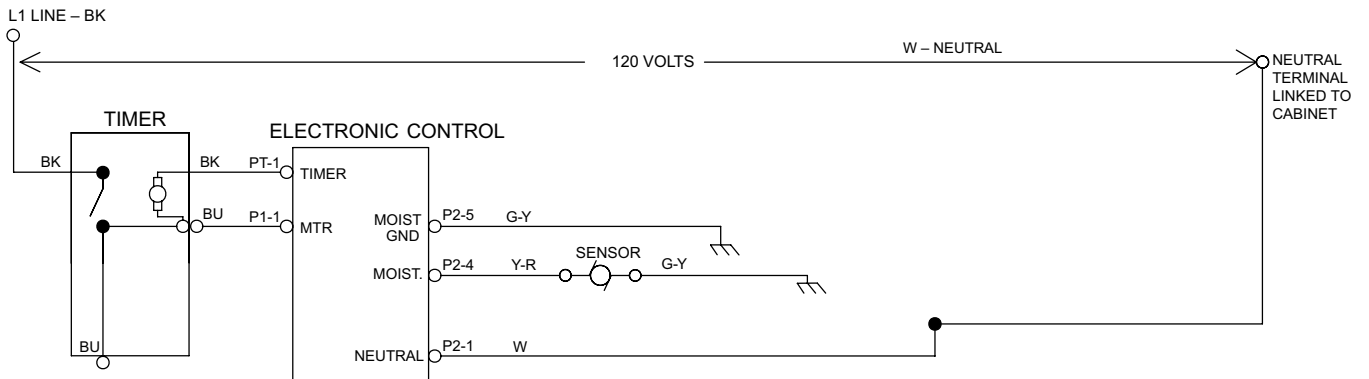 L1 LINE – BK
W – NEUTRAL
120 VOLTS
NEUTRAL
TERMINAL
LINKED TO
CABINET
TIMER
ELECTRONIC CONTROL
BK
BK
PT-1
TIMER
BU
P1-1
MTR
MOIST
GND
P2-5
G-Y
SENSOR
MOIST.
P2-4
Y-R
G-Y
BU
NEUTRAL
P2-1
W